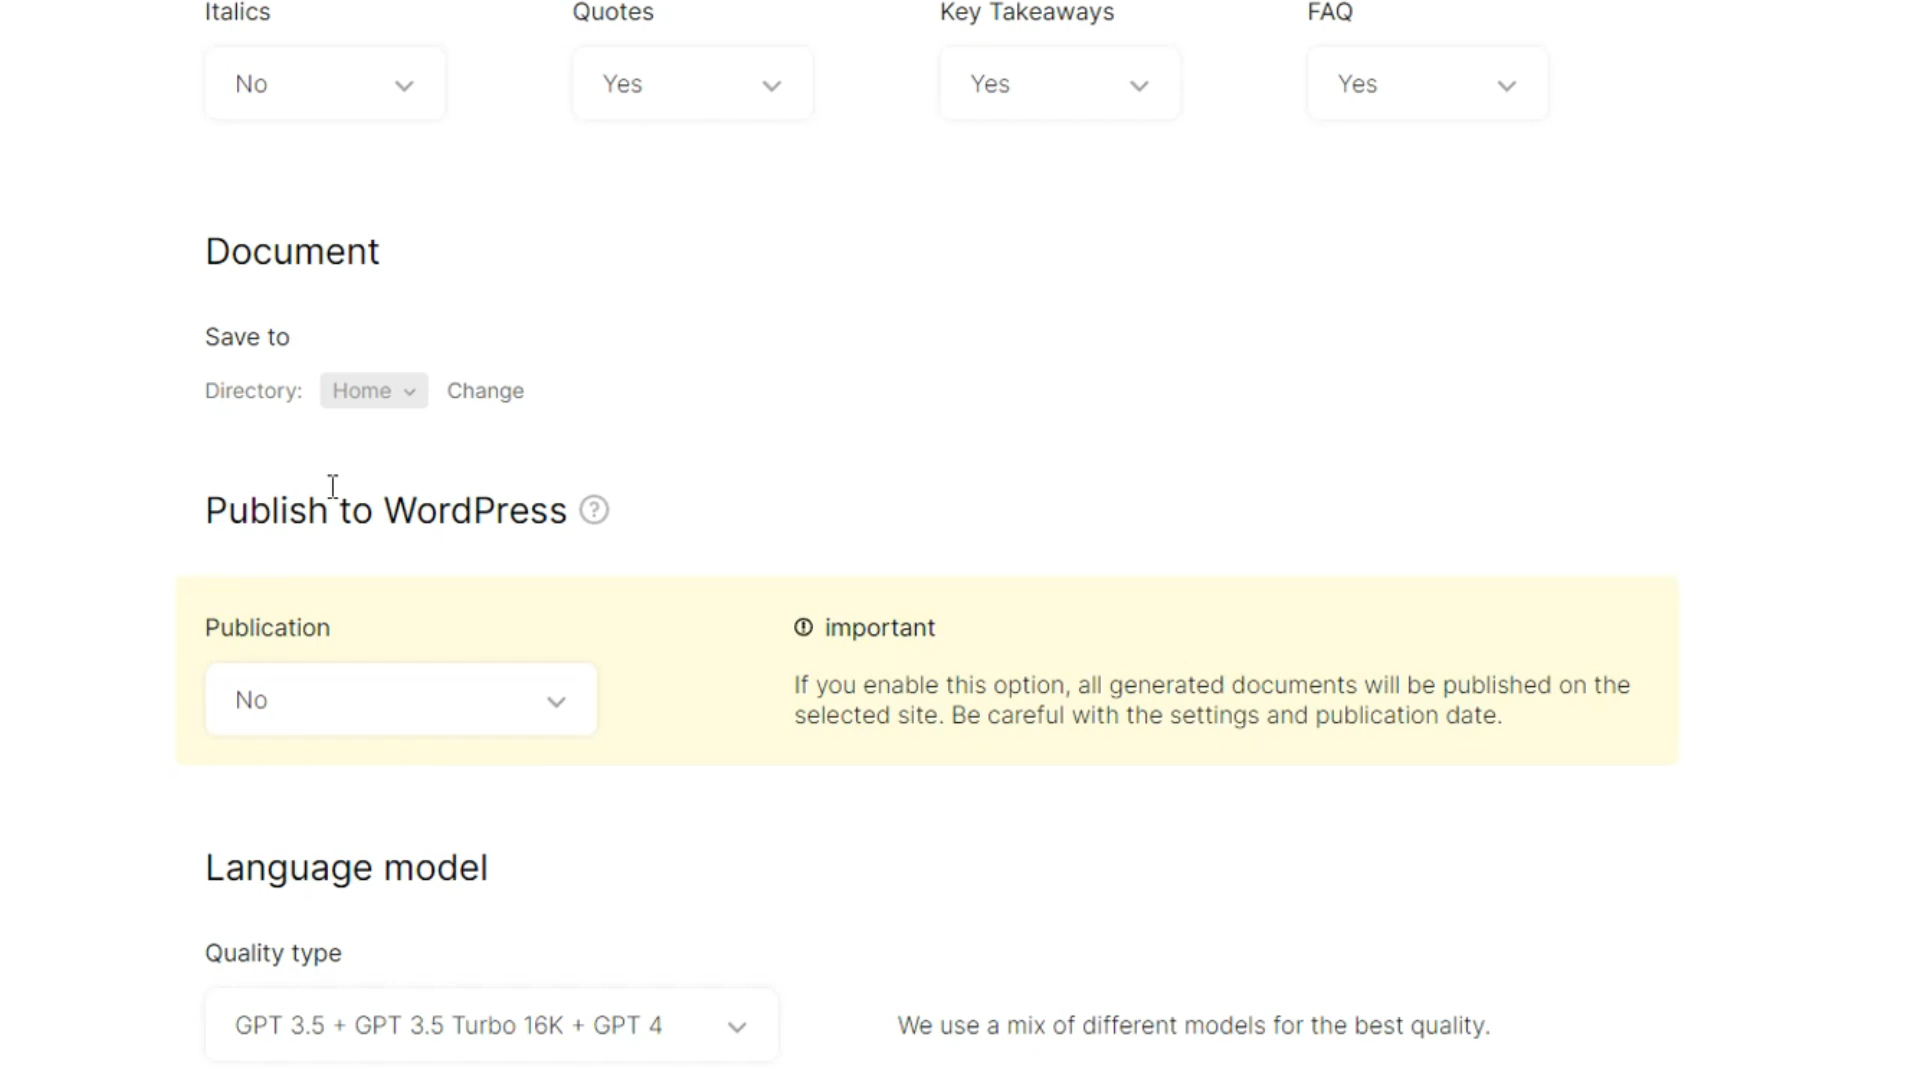 Italics Quotes Key Takeaways FAQ
No Yes Yes Yes
Document
Save to
Directory: Home Change
Publish to WordPress
Publication
important
No
If you enable this option, all generated documents will be published on the
selected site. Be careful with the settings and publication date.
Language model
Quality type
GPT 3.5 + GPT 3.5 Turbo 16K + GPT 4
We use a mix of different models for the best quality.